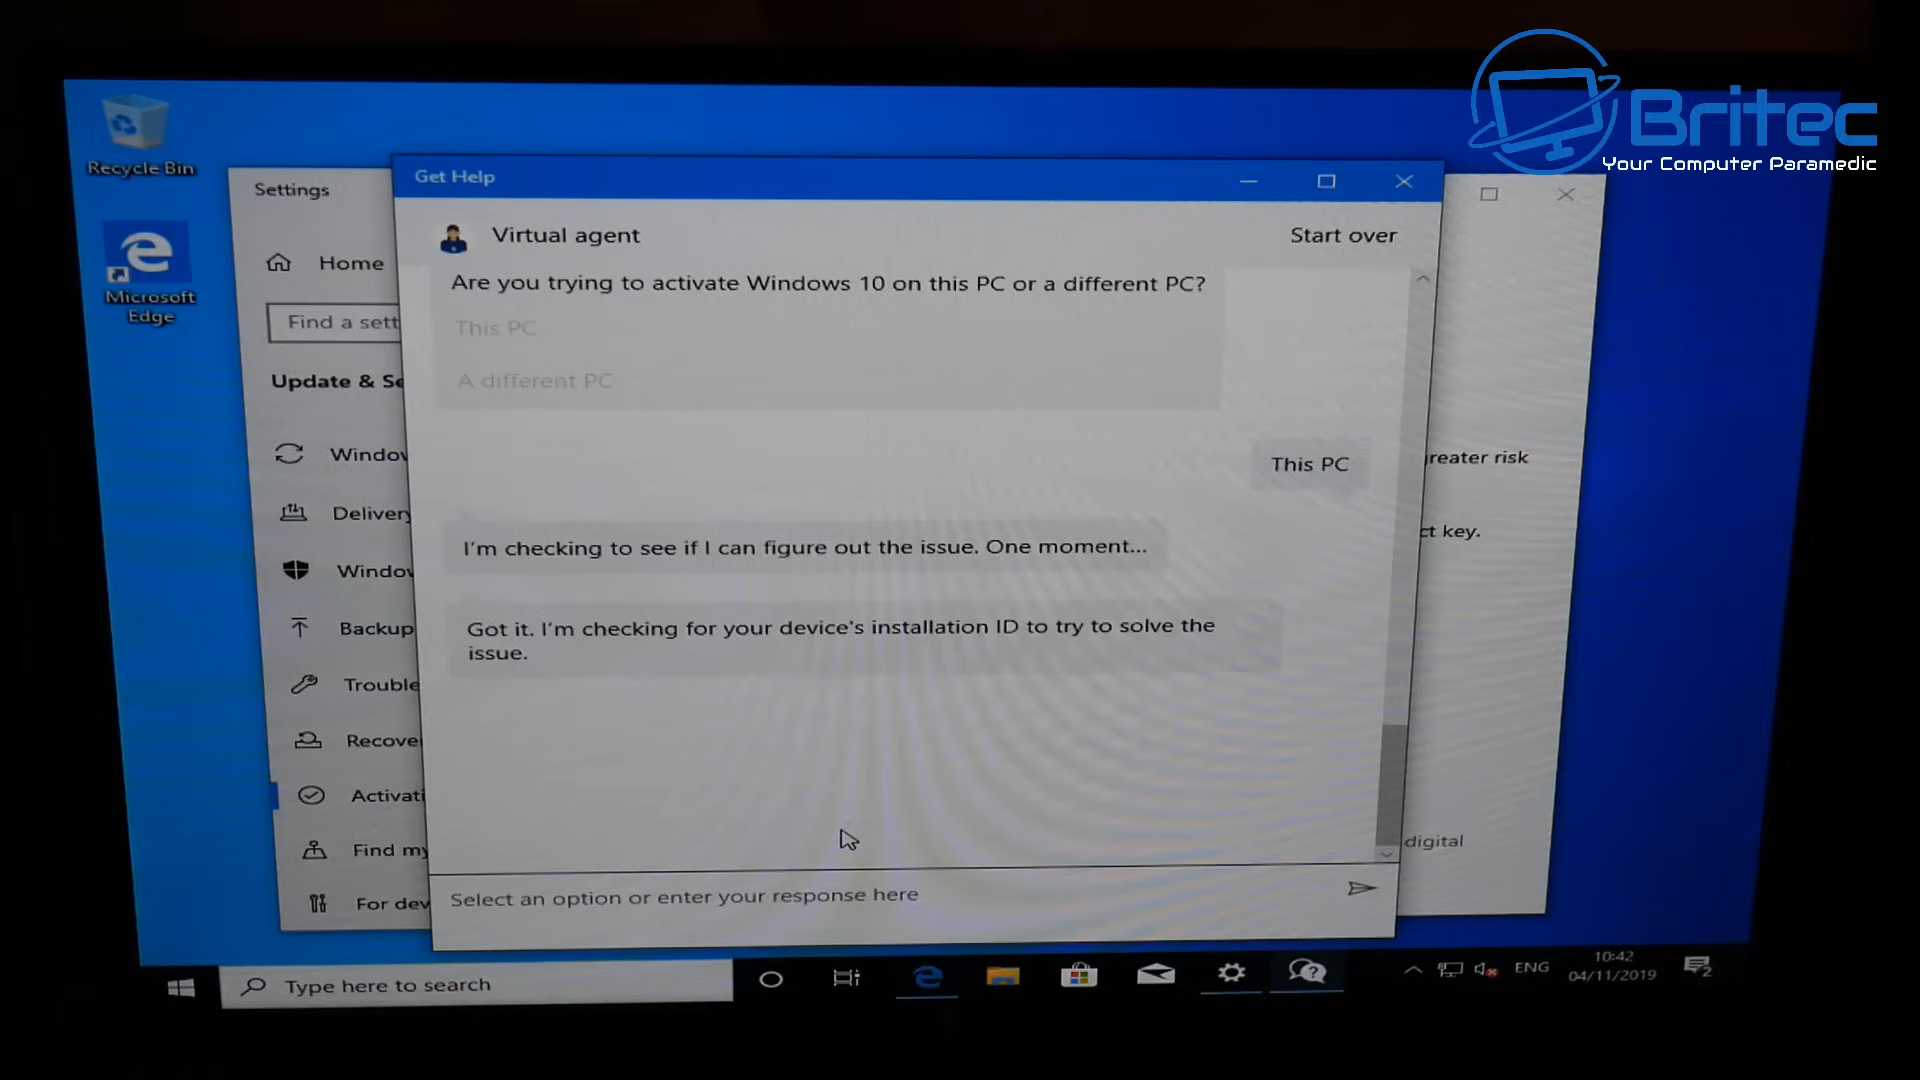 Britec
Your Computer Paramedic
Recycle Bin
Microsoft
Edge
Settings
Home
Find a sett
Update & Se
Window
Delivery
Window
Backup
Trouble
Recove
Activati
Find my
For dev
Get Help
Virtual agent
Start over
Are you trying to activate Windows 10 on this PC or a different PC?
This PC
A different PC
This PC
I'm checking to see if I can figure out the issue. One moment...
Got it. I'm checking for your device's installation ID to try to solve the
issue.
Select an option or enter your response here
reater risk
ct key.
digital
Type here to search
ENG
10:42
04/11/2019
2